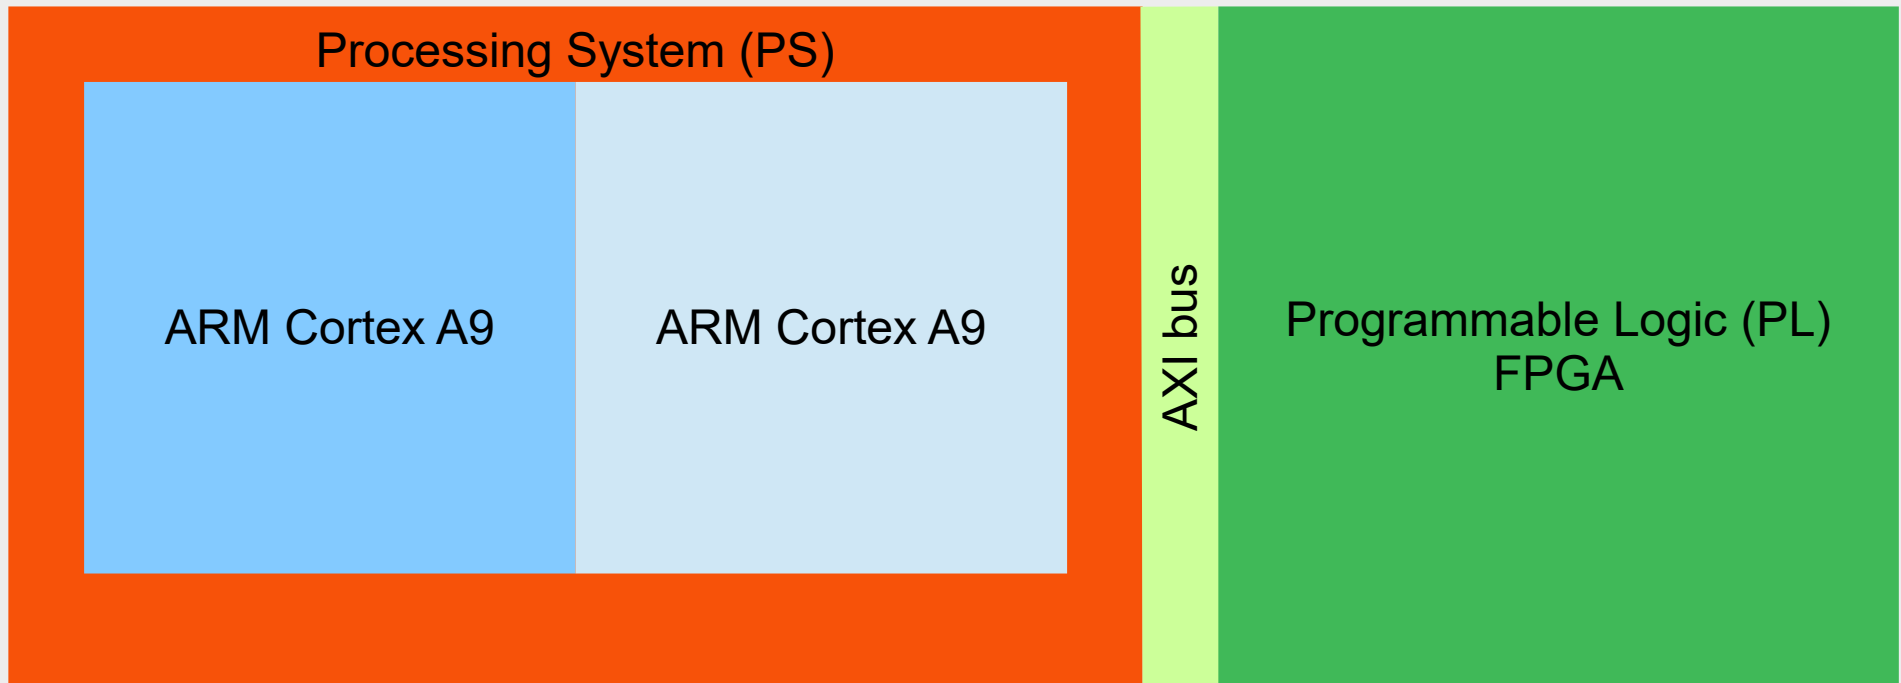 Processing System (PS)
ARM Cortex A9
ARM Cortex A9
AXI bus
Programmable Logic (PL)
FPGA